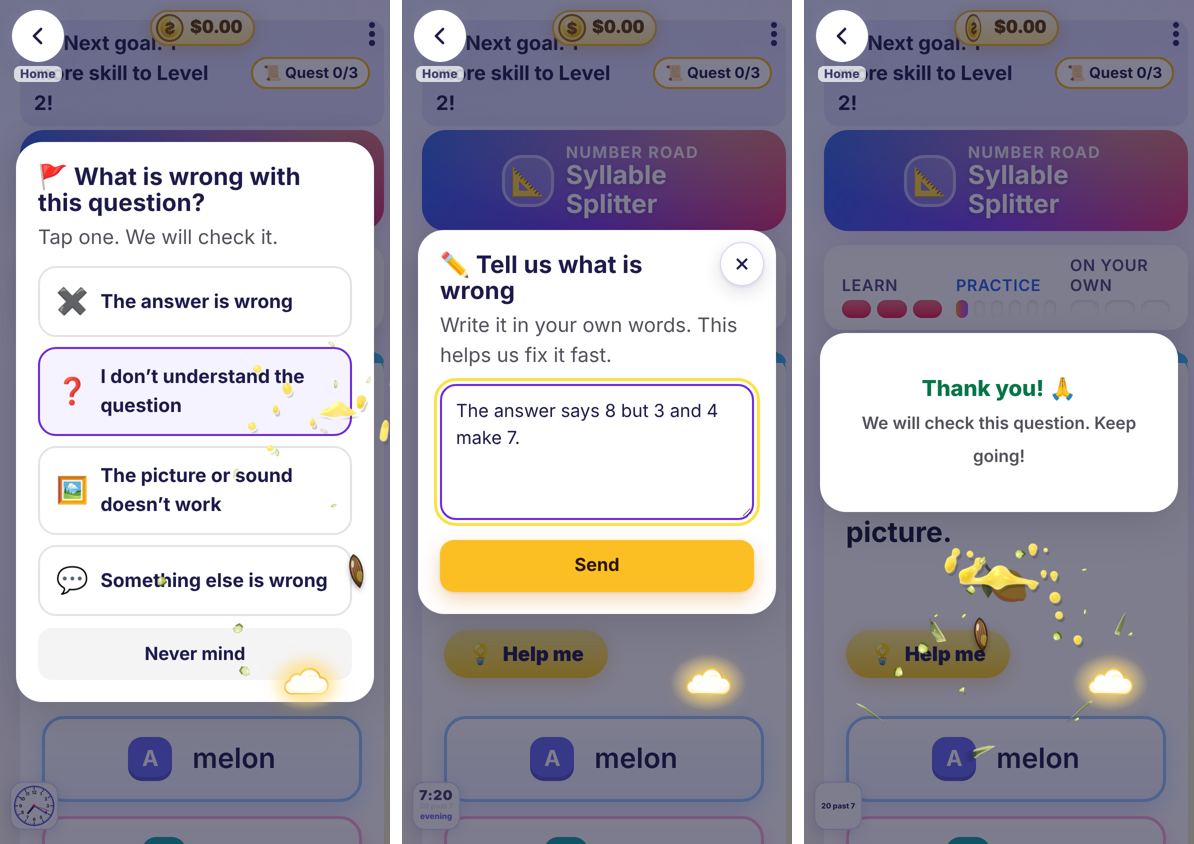 $0.00
Next goal:
re skill to Level
Home
Quest 0/3
2!
🚩 What is wrong with
this question?
Tap one. We will check it.
The answer is wrong
I don’t understand the
question
The picture or sound
doesn’t work
Something else is wrong
Never mind
A melon
$0.00
Next goal:
re skill to Level
Home
Quest 0/3
2!
NUMBER ROAD
Syllable
Splitter
✏️ Tell us what is
wrong
Write it in your own words. This
helps us fix it fast.
The answer says 8 but 3 and 4
make 7.
Send
Help me
A melon
7:20
20 past 7
evening
$0.00
Next goal:
re skill to Level
Home
Quest 0/3
2!
NUMBER ROAD
Syllable
Splitter
LEARN
PRACTICE
ON YOUR
OWN
Thank you! 🙏
We will check this question. Keep
going!
picture.
Help me
A melon
20 past 7